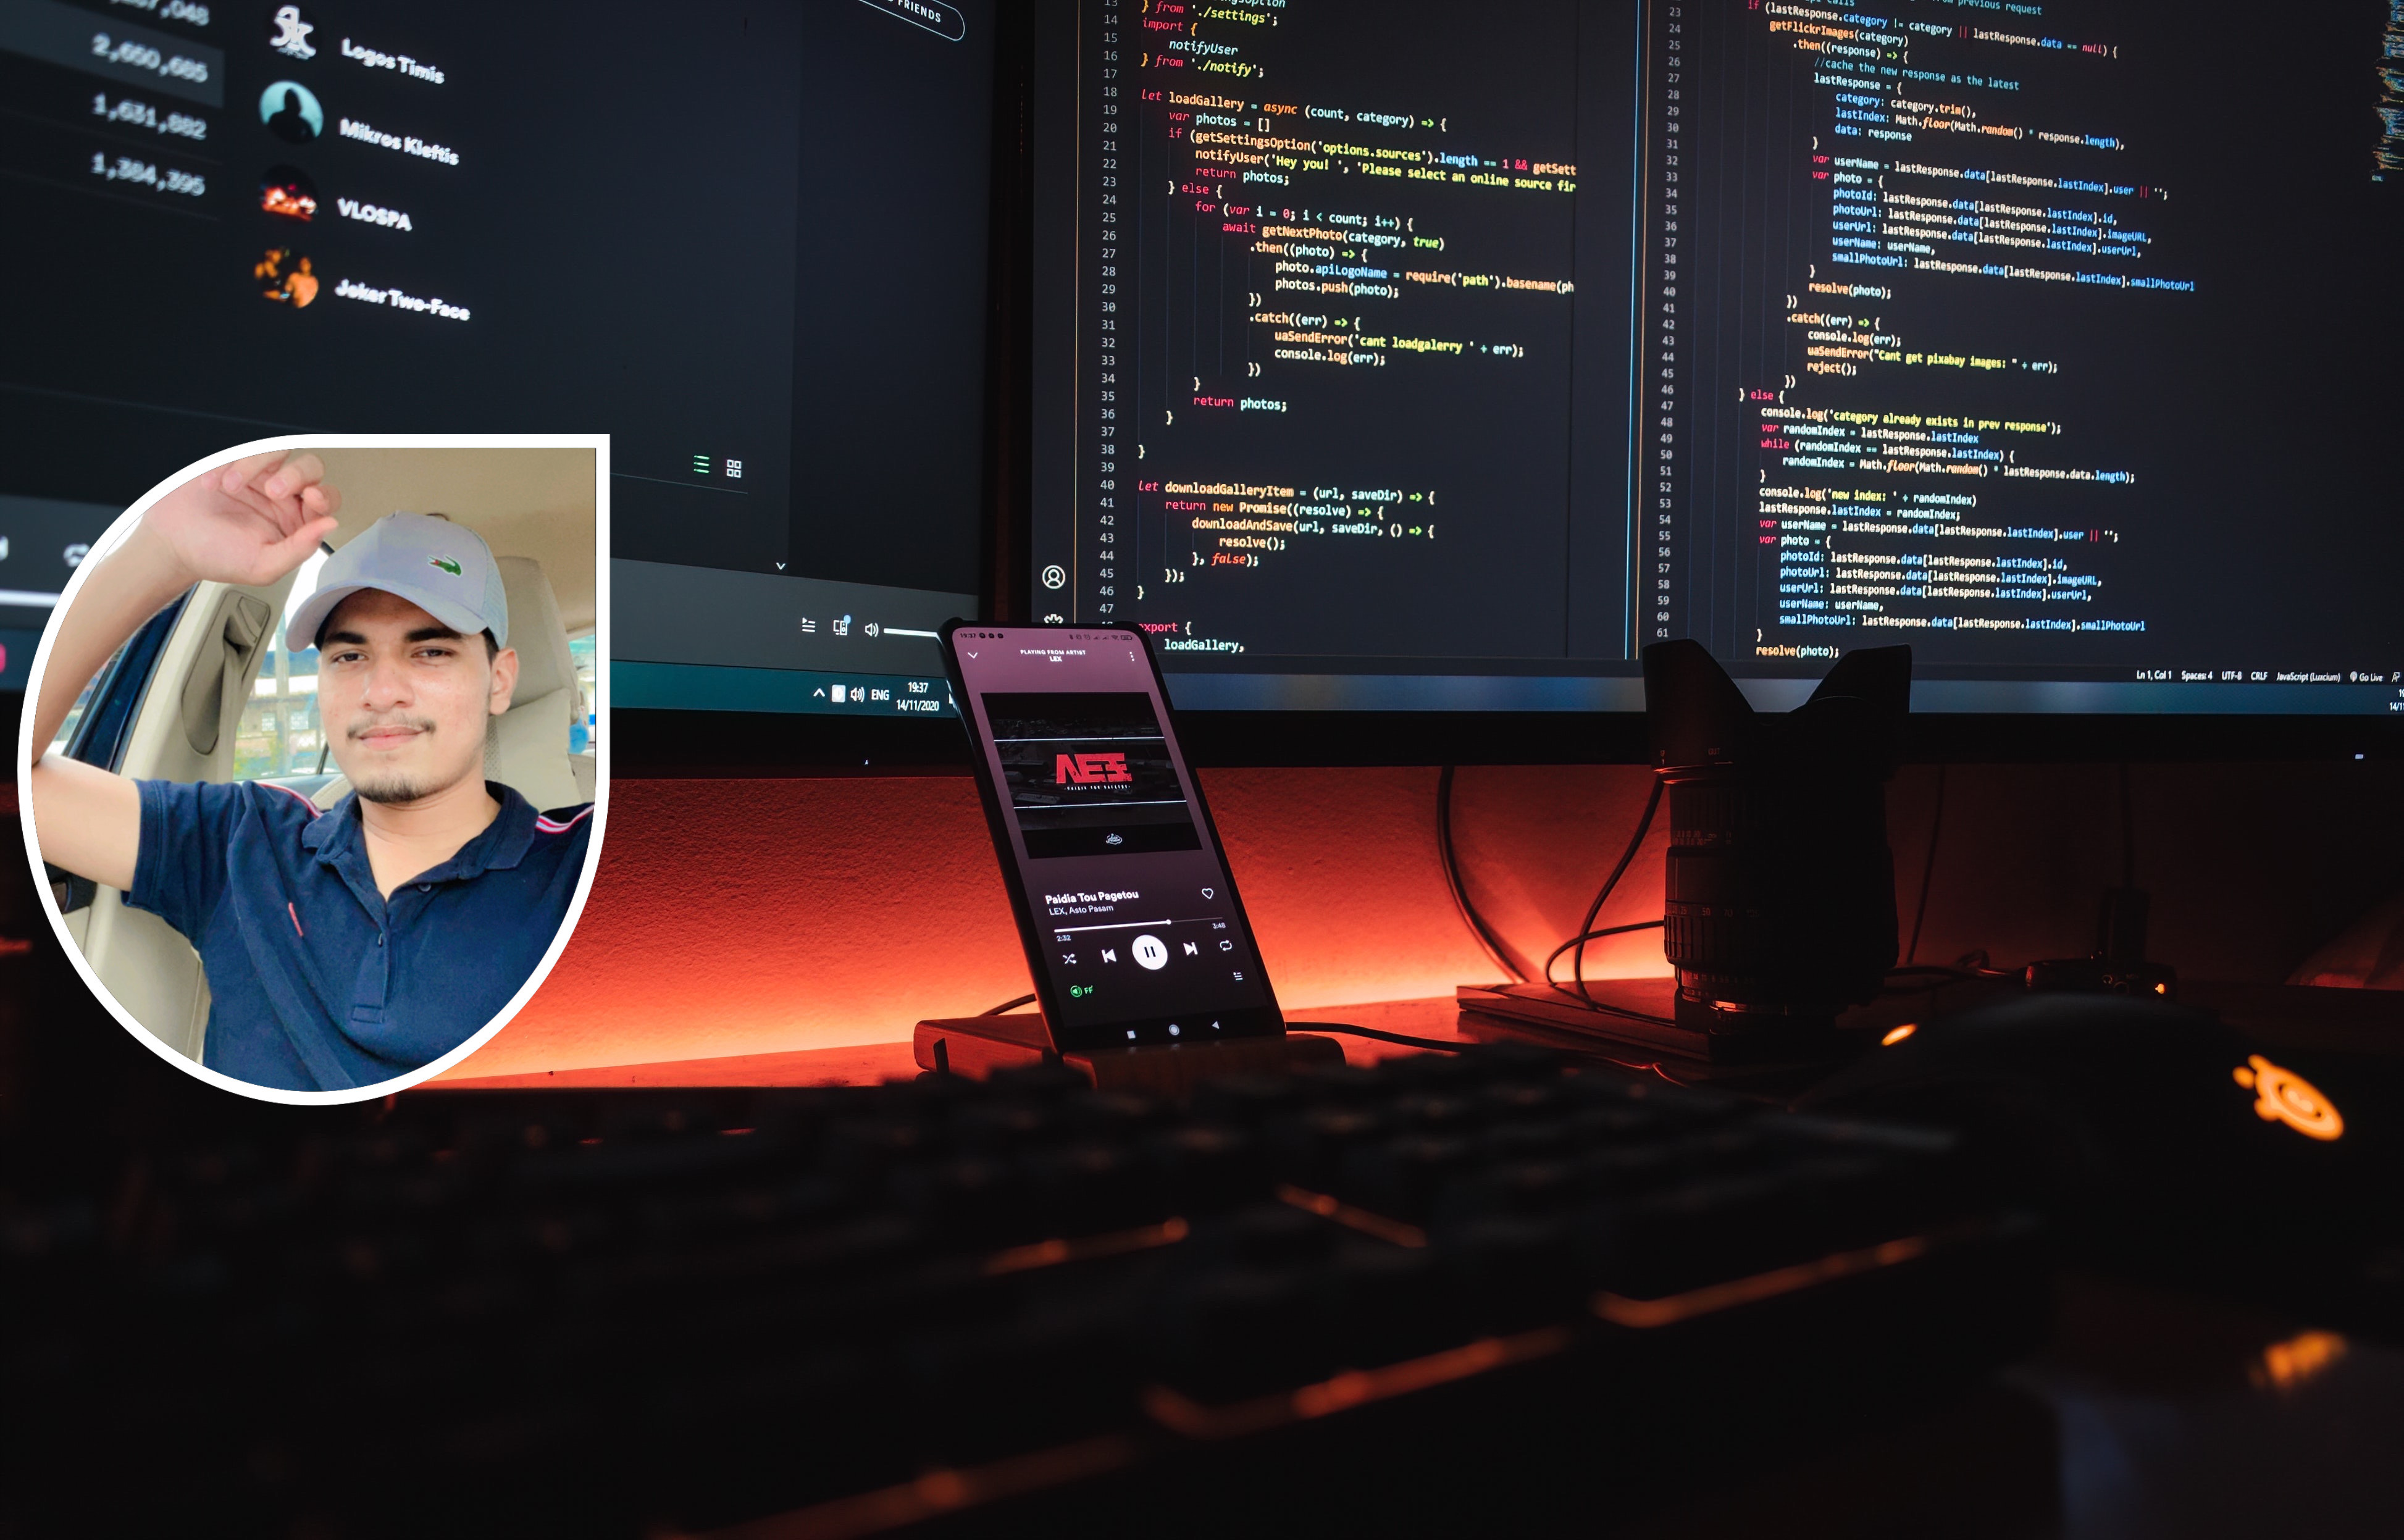 FRIENDS
2,650,685
1,631,882
1,384,395
Logos Timis
Mikros Kleftis
VLOSPA
Joker Two-Face
ENG
19:37
14/11/2020
13
14 } from './settings';
15 import {
16 notifyUser
17 } from './notify';
18
19 let loadGallery = async (count, category) => {
20 var photos = []
21 if (getSettingsOption('options.sources').length == 1 && getSett
22 notifyUser('Hey you! ', 'Please select an online source fir
23 return photos;
24 } else {
25 for (var i = 0; i < count; i++) {
26 await getNextPhoto(category, true)
27 .then((photo) => {
28 photo.apiLogoName = require('path').basename(ph
29 photos.push(photo);
30 })
31 .catch((err) => {
32 uaSendError('cant loadgalerry ' + err);
33 console.log(err);
34 })
35 }
36 return photos;
37 }
38 }
39
40 let downloadGalleryItem = (url, saveDir) => {
41 return new Promise((resolve) => {
42 downloadAndSave(url, saveDir, () => {
43 resolve();
44 }, false);
45 });
46 }
47
export {
loadGallery,
previous request
23 if (lastResponse.category != category || lastResponse.data == null) {
24 getFlickrImages(category)
25 .then((response) => {
26 //cache the new response as the latest
27 lastResponse = {
28 category: category.trim(),
29 lastIndex: Math.floor(Math.random() * response.length),
30 data: response
31 }
32 var userName = lastResponse.data[lastResponse.lastIndex].user || '';
33 var photo = {
34 photoId: lastResponse.data[lastResponse.lastIndex].id,
35 photoUrl: lastResponse.data[lastResponse.lastIndex].imageURL,
36 userUrl: lastResponse.data[lastResponse.lastIndex].userUrl,
37 userName: userName,
38 smallPhotoUrl: lastResponse.data[lastResponse.lastIndex].smallPhotoUrl
39 }
40 resolve(photo);
41 })
42 .catch((err) => {
43 console.log(err);
44 uaSendError("Cant get pixabay images: " + err);
45 reject();
46 })
47 } else {
48 console.log('category already exists in prev response');
49 var randomIndex = lastResponse.lastIndex
50 while (randomIndex == lastResponse.lastIndex) {
51 randomIndex = Math.floor(Math.random() * lastResponse.data.length);
52 }
53 console.log('new index: ' + randomIndex)
54 lastResponse.lastIndex = randomIndex;
55 var userName = lastResponse.data[lastResponse.lastIndex].user || '';
56 var photo = {
57 photoId: lastResponse.data[lastResponse.lastIndex].id,
58 photoUrl: lastResponse.data[lastResponse.lastIndex].imageURL,
59 userUrl: lastResponse.data[lastResponse.lastIndex].userUrl,
60 userName: userName,
61 smallPhotoUrl: lastResponse.data[lastResponse.lastIndex].smallPhotoUrl
}
resolve(photo);
Ln 1, Col 1 Spaces: 4 UTF-8 CRLF JavaScript (Luxcium) Go Live
19:37
PLAYING FROM ARTIST
LEX
Paidia Tou Pagetou
LEX, Asto Pasam
2:32
3:48